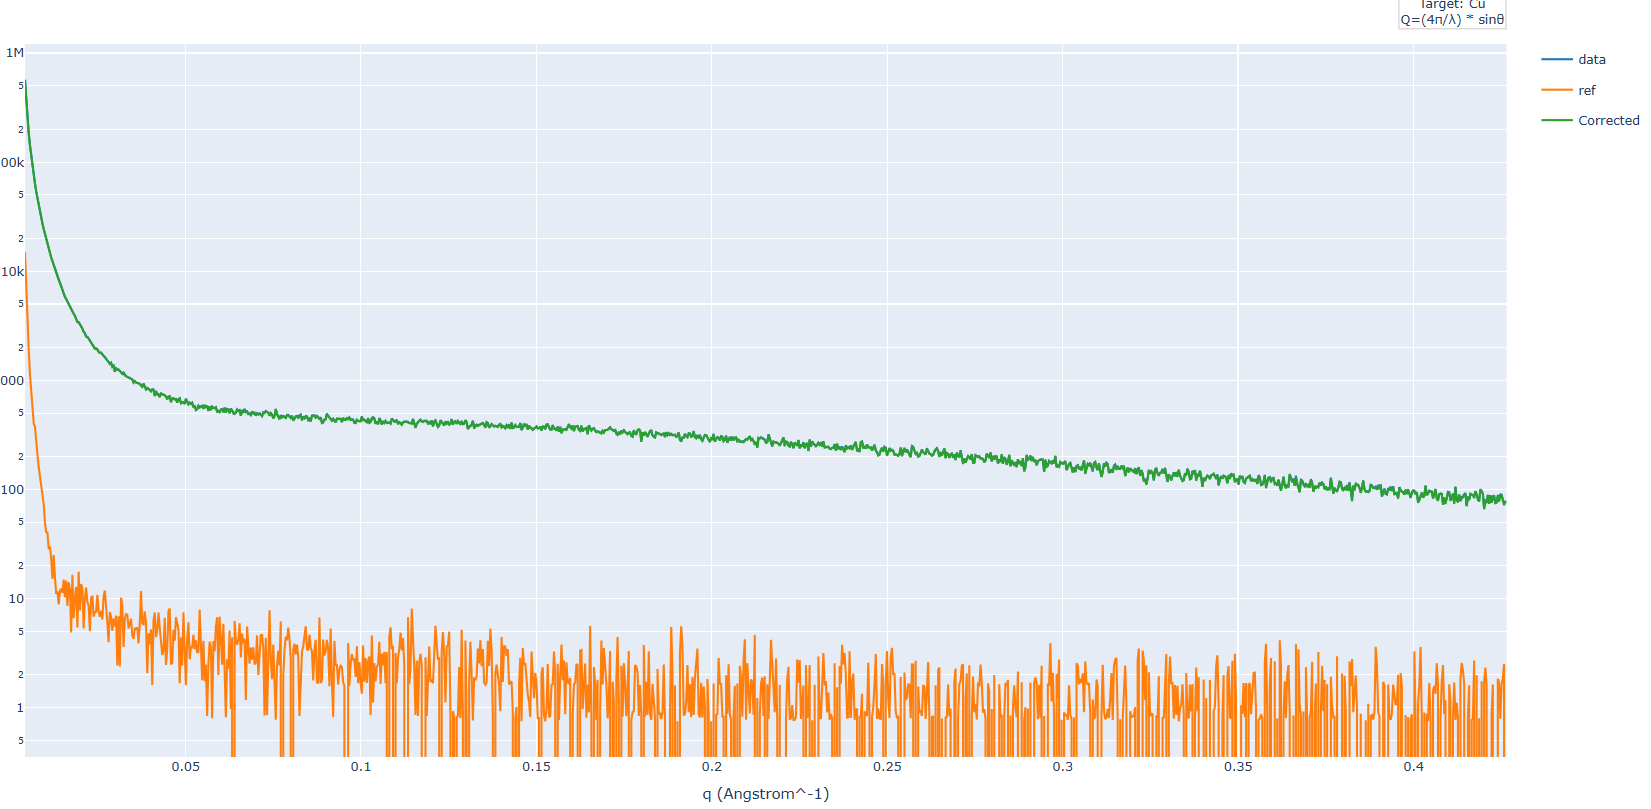 Target: Cu
Q=(4π/λ) * sinθ
1M
5
2
00k
5
2
10k
5
2
000
5
2
100
5
2
10
5
2
1
5
0.05 0.1 0.15 0.2 0.25 0.3 0.35 0.4
q (Angstrom^-1)
data
ref
Corrected